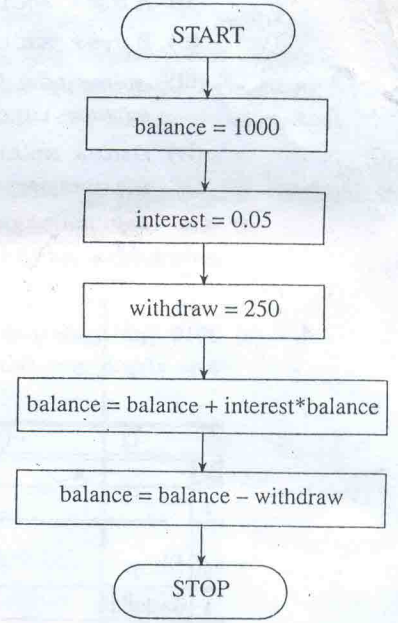 START
balance = 1000
interest = 0.05
withdraw = 250
balance = balance + interest*balance
balance = balance – withdraw
STOP